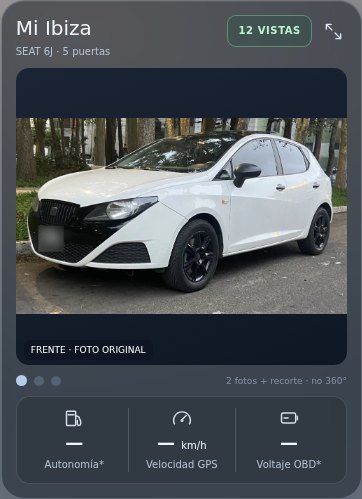 Mi Ibiza
SEAT 6J · 5 puertas
12 VISTAS
FRENTE · FOTO ORIGINAL
2 fotos + recorte · no 360°
— — km/h —
Autonomía* Velocidad GPS Voltaje OBD*